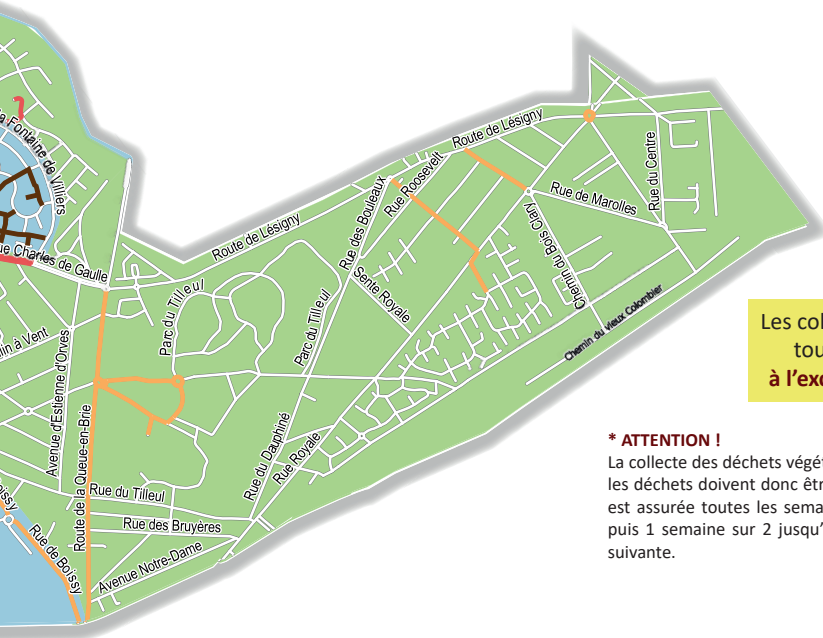 Fontaine de Villiers
Charles de Gaulle
Route de Lésigny
Rue Roosevelt
Rue des Bouleaux
Route de Lésigny
Rue du Centre
Rue de Marolles
Chemin du Bois Clary
Sente Royale
Parc du Tilleul
Parc du Tilleul
Chemin du vieux Colombier
à Vent
Avenue d'Estienne d'Orves
Route de la Queue-en-Brie
Rue du Dauphiné
Rue Royale
Rue du Tilleul
Rue des Bruyères
Avenue Notre-Dame
Rue de Boissy
Les col
tou
à l'exc
* ATTENTION !
La collecte des déchets végét
les déchets doivent donc êtr
est assurée toutes les sema
puis 1 semaine sur 2 jusqu'
suivante.